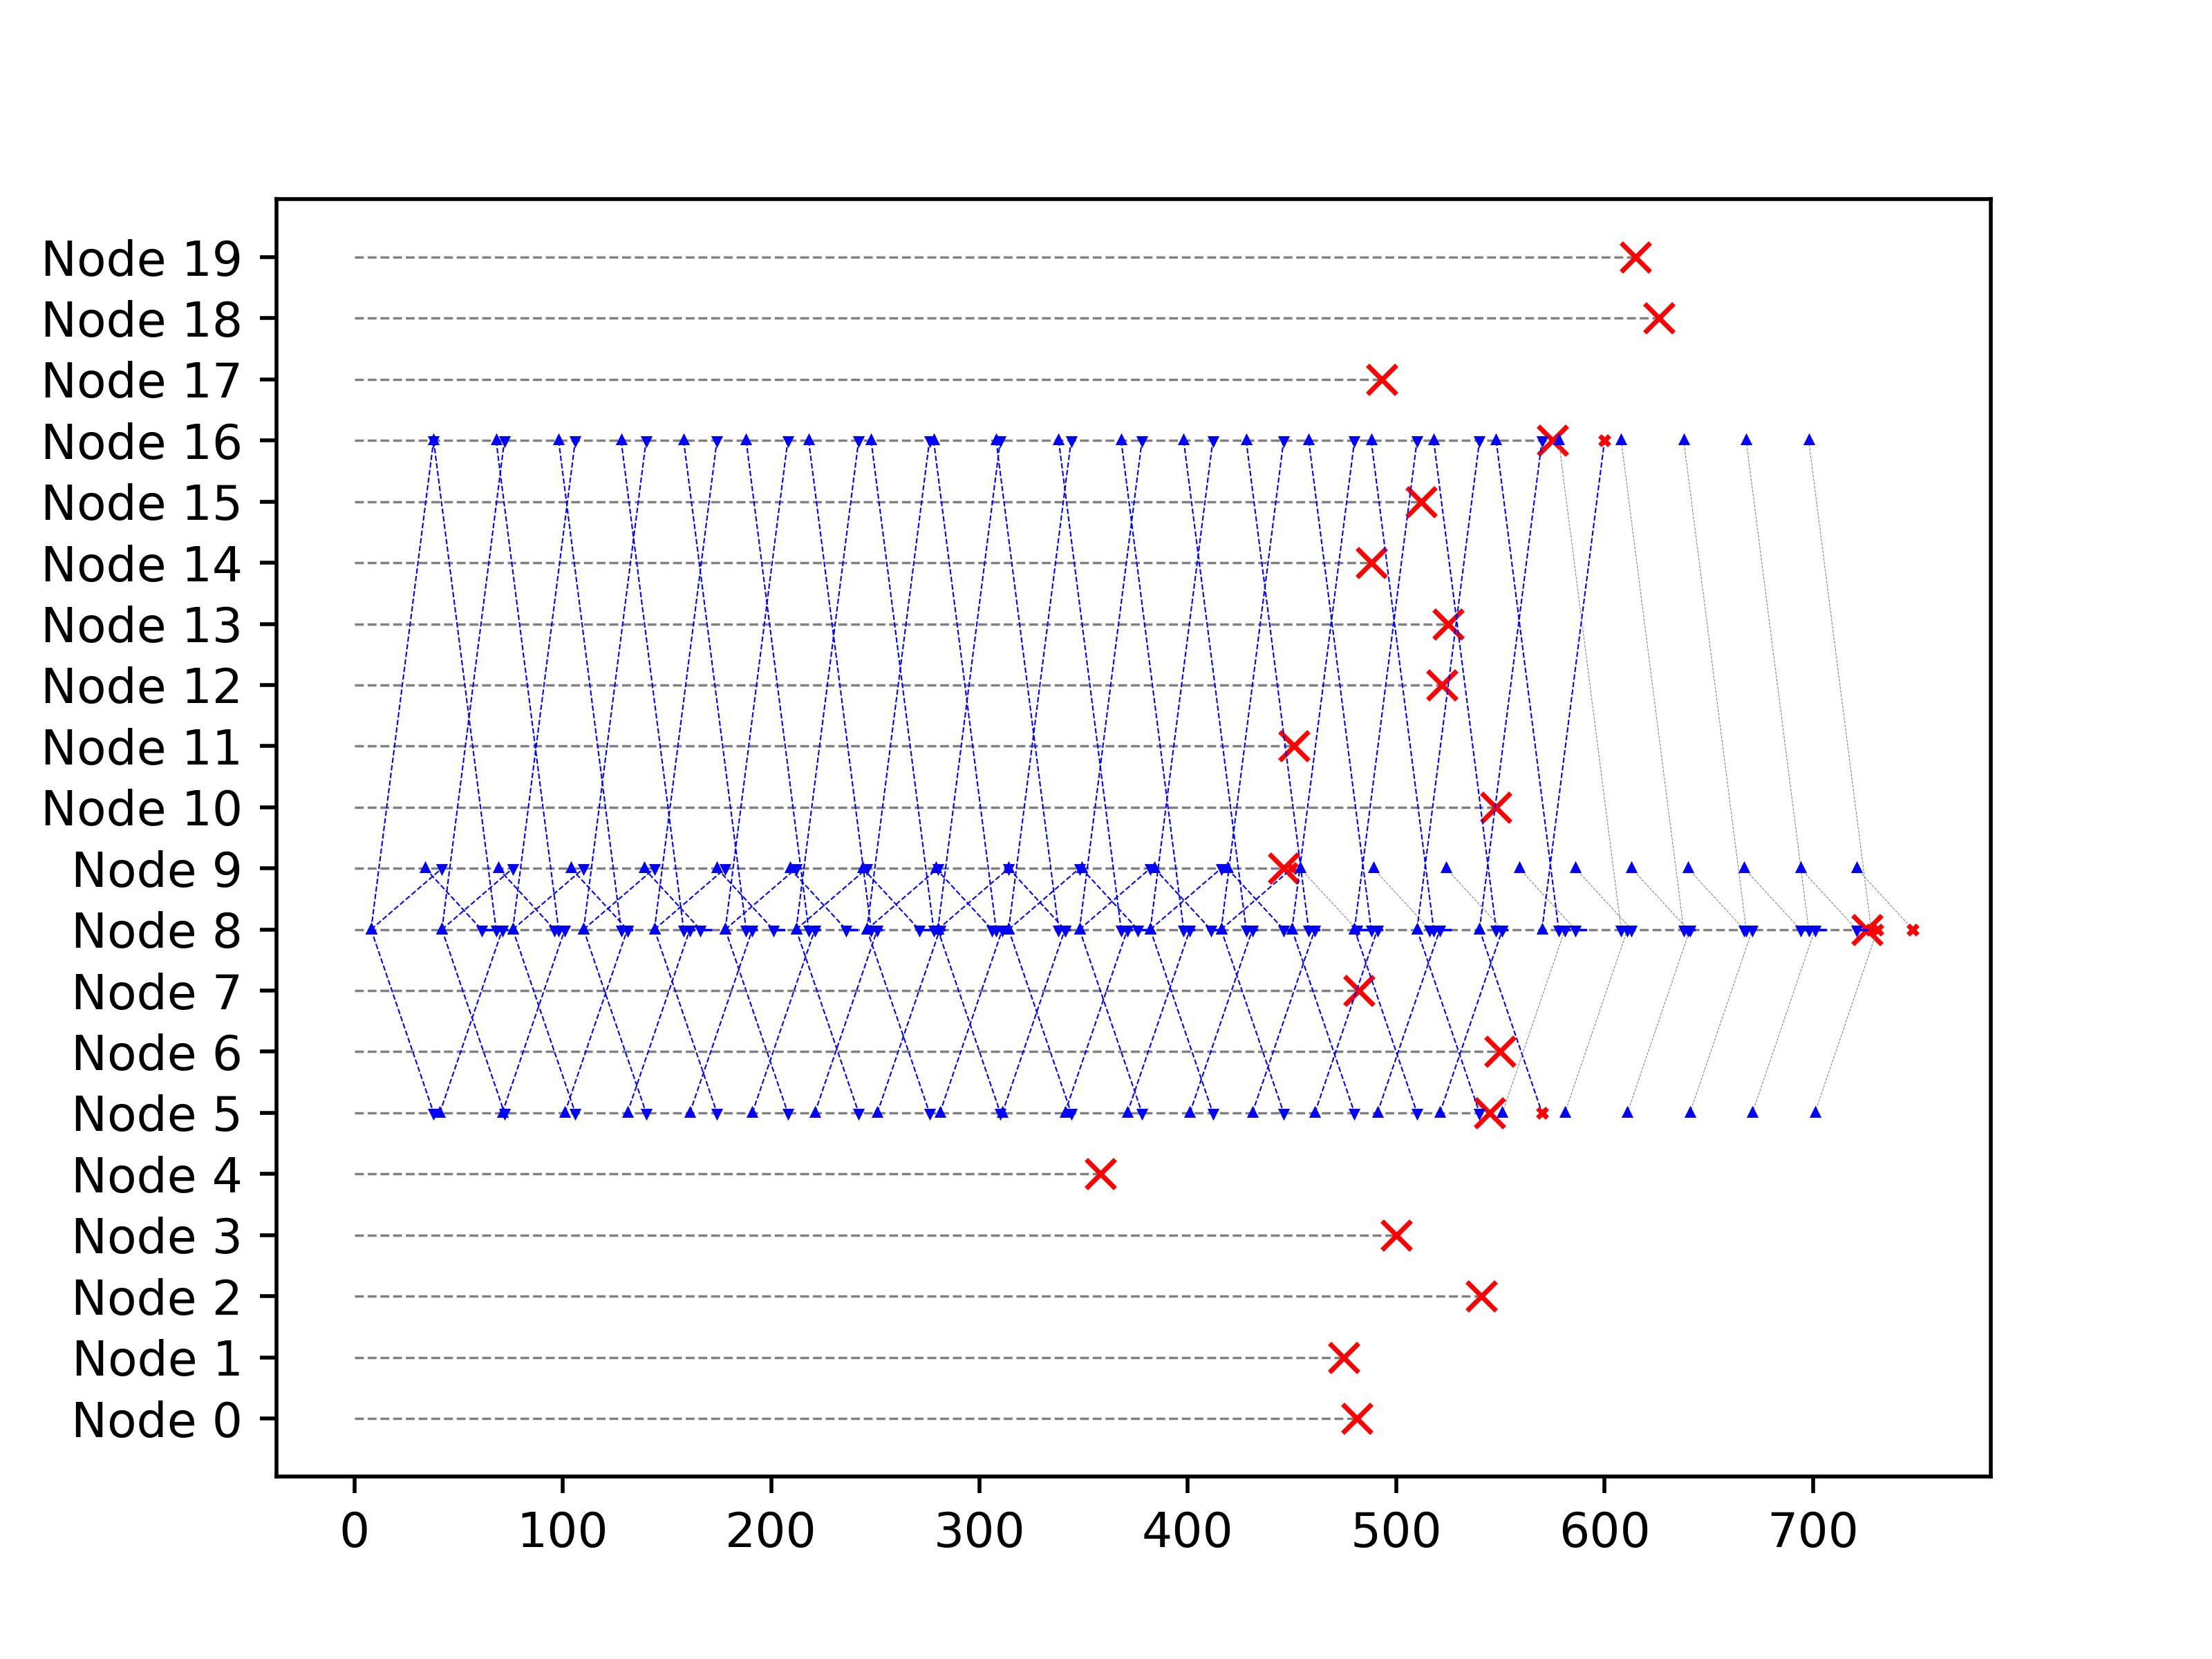 Node 19
Node 18
Node 17
Node 16
Node 15
Node 14
Node 13
Node 12
Node 11
Node 10
Node 9
Node 8
Node 7
Node 6
Node 5
Node 4
Node 3
Node 2
Node 1
Node 0
0 100 200 300 400 500 600 700